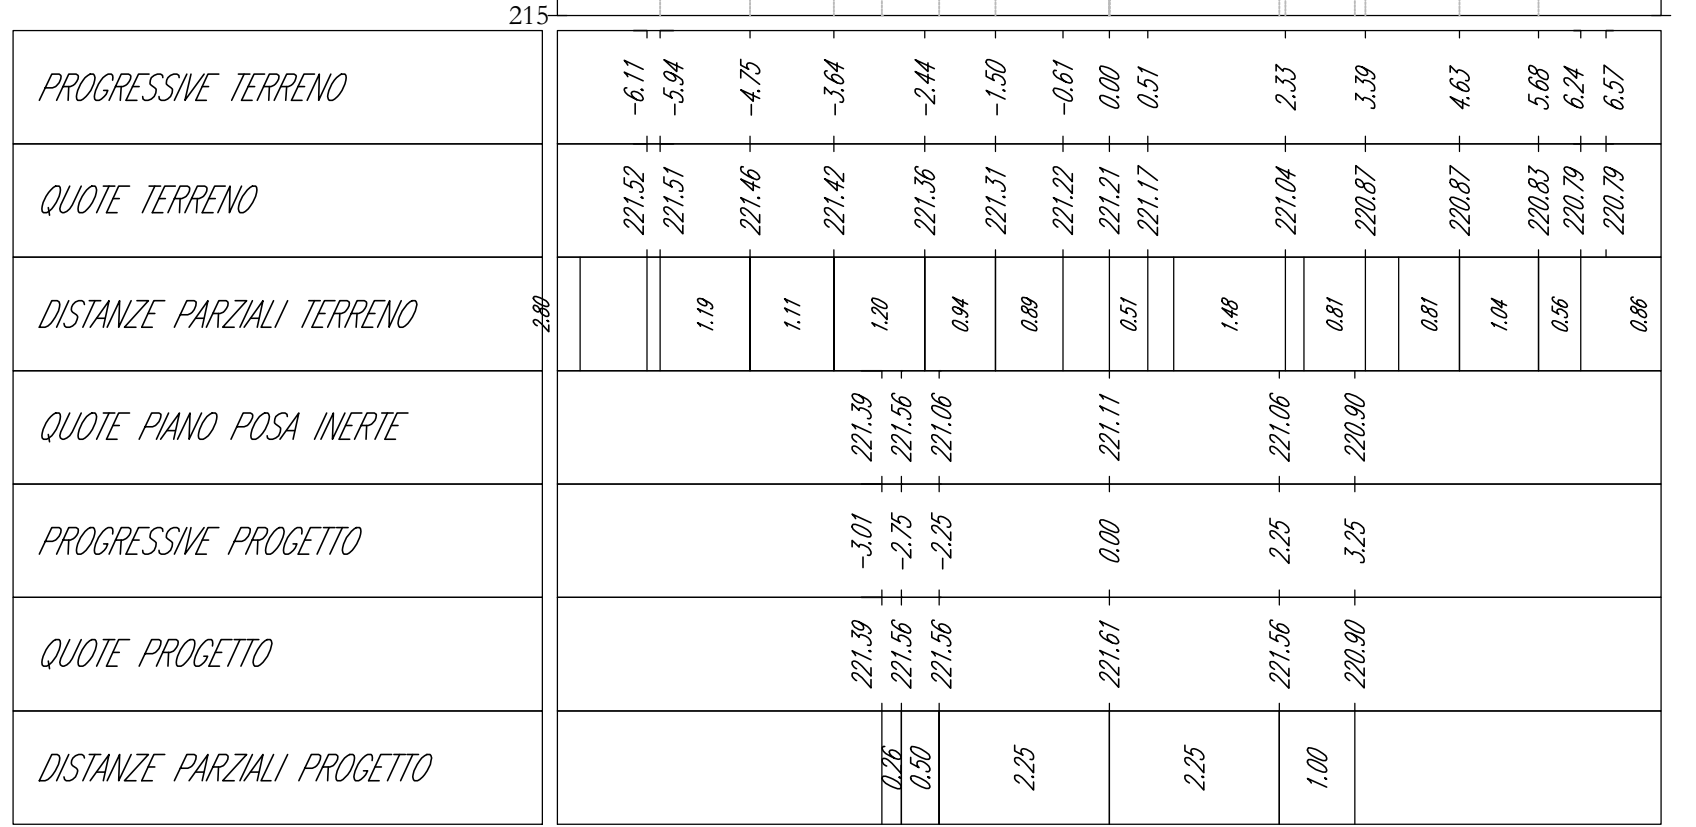 215
PROGRESSIVE TERRENO -6.11 -5.94 -4.75 -3.64 -2.44 -1.50 -0.61 0.00 0.51 2.33 3.39 4.63 5.68 6.24 6.57
QUOTE TERRENO 221.52 221.51 221.46 221.42 221.36 221.31 221.22 221.21 221.17 221.04 220.87 220.87 220.83 220.79 220.79
DISTANZE PARZIALI TERRENO 2.80 1.19 1.11 1.20 0.94 0.89 0.51 1.48 0.81 0.81 1.04 0.56 0.86
QUOTE PIANO POSA INERTE 221.39 221.56 221.06 221.11 221.06 220.90
PROGRESSIVE PROGETTO -3.01 -2.75 -2.25 0.00 2.25 3.25
QUOTE PROGETTO 221.39 221.56 221.56 221.61 221.56 220.90
DISTANZE PARZIALI PROGETTO 0.26 0.50 2.25 2.25 1.00